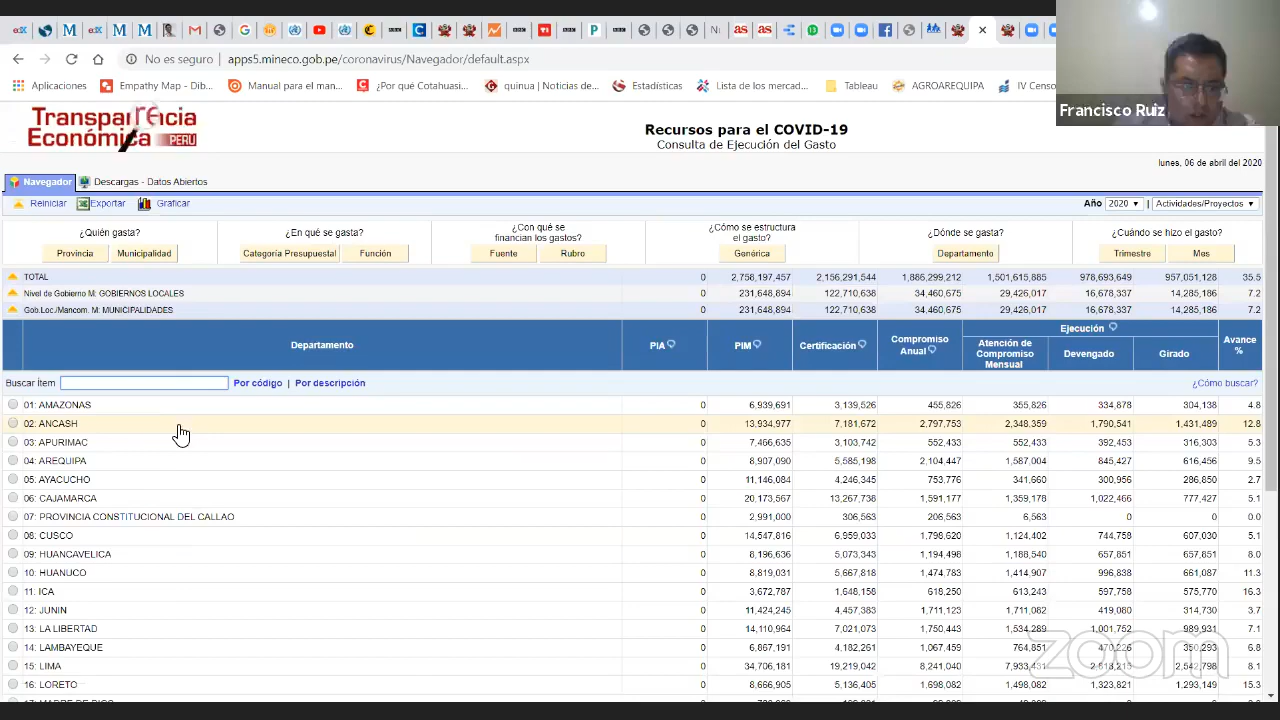 No es seguro | apps5.mineco.gob.pe/coronavirus/Navegador/default.aspx
Aplicaciones Empathy Map - Dib... Manual para el man... ¿Por qué Cotahuasi... quinua | Noticias de... Estadísticas Lista de los mercad... Tableau AGROAREQUIPA IV Censo
Francisco Ruiz
Transparencia
Económica PERÚ
Recursos para el COVID-19
Consulta de Ejecución del Gasto
lunes, 06 de abril del 2020
Navegador Descargas - Datos Abiertos
Reiniciar Exportar Graficar Año 2020 | Actividades/Proyectos
¿Quién gasta? ¿En qué se gasta? ¿Con qué se financian los gastos? ¿Cómo se estructura el gasto? ¿Dónde se gasta? ¿Cuándo se hizo el gasto?
Provincia Municipalidad Categoría Presupuestal Función Fuente Rubro Genérica Departamento Trimestre Mes
TOTAL 0 2,758,197,457 2,156,291,544 1,886,299,212 1,501,615,885 978,693,649 957,051,128 35.5
Nivel de Gobierno M: GOBIERNOS LOCALES 0 231,648,894 122,710,638 34,460,675 29,426,017 16,678,337 14,285,186 7.2
Gob.Loc./Mancom. M: MUNICIPALIDADES 0 231,648,894 122,710,638 34,460,675 29,426,017 16,678,337 14,285,186 7.2
Departamento PIA PIM Certificación Compromiso Anual Ejecución Avance %
Atención de Compromiso Mensual Devengado Girado
Buscar Ítem Por código | Por descripción ¿Cómo buscar?
01: AMAZONAS 0 6,939,691 3,139,526 455,826 355,826 334,878 304,138 4.8
02: ANCASH 0 13,934,977 7,181,672 2,797,753 2,348,359 1,790,541 1,431,489 12.8
03: APURIMAC 0 7,466,635 3,103,742 552,433 552,433 392,453 316,303 5.3
04: AREQUIPA 0 8,907,090 5,585,198 2,104,447 1,587,004 845,427 616,456 9.5
05: AYACUCHO 0 11,146,084 4,246,345 753,776 341,660 300,956 286,850 2.7
06: CAJAMARCA 0 20,173,567 13,267,738 1,591,177 1,359,178 1,022,466 777,427 5.1
07: PROVINCIA CONSTITUCIONAL DEL CALLAO 0 2,991,000 306,563 206,563 6,563 0 0 0.0
08: CUSCO 0 14,547,816 6,959,033 1,798,620 1,124,402 744,758 607,030 5.1
09: HUANCAVELICA 0 8,196,636 5,073,343 1,194,498 1,188,540 657,851 651,657 8.0
10: HUANUCO 0 8,819,031 5,667,818 1,474,783 1,414,907 996,838 661,087 11.3
11: ICA 0 3,672,787 1,648,158 618,250 613,243 597,758 575,770 16.3
12: JUNIN 0 11,424,245 4,457,383 1,711,123 1,711,082 419,080 314,730 3.7
13: LA LIBERTAD 0 14,110,964 7,021,073 1,750,443 1,534,289 1,001,752 989,931 7.1
14: LAMBAYEQUE 0 6,867,191 4,182,261 1,067,459 764,851 470,226 350,293 6.8
15: LIMA 0 34,706,181 19,219,042 8,241,040 7,933,431 2,818,213 2,542,798 8.1
16: LORETO 0 8,666,905 5,136,405 1,698,082 1,498,082 1,323,821 1,293,149 15.3
zoom